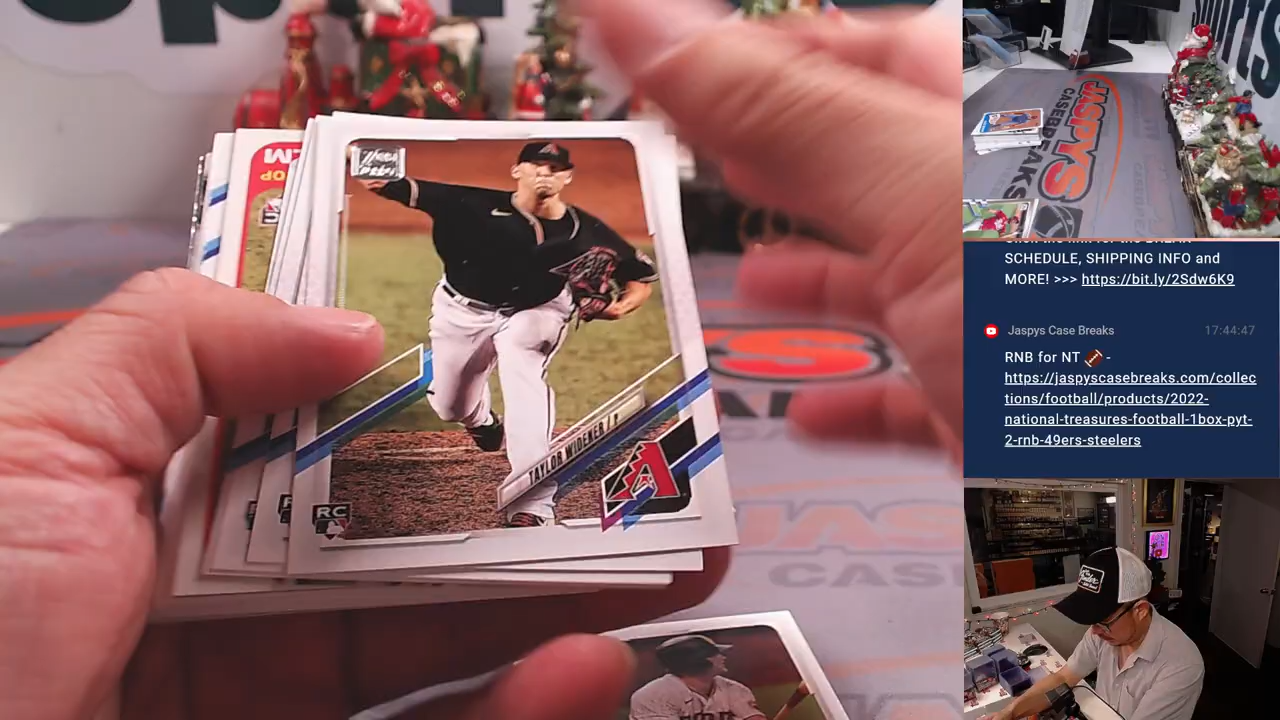 TAYLOR WIDENER / P
RC
JASPYS
CASEBREAKS
SCHEDULE, SHIPPING INFO and
MORE! >>> https://bit.ly/2Sdw6K9
Jaspys Case Breaks 17:44:47
RNB for NT 🏈 -
https://jaspyscasebreaks.com/collec
tions/football/products/2022-
national-treasures-football-1box-pyt-
2-rnb-49ers-steelers